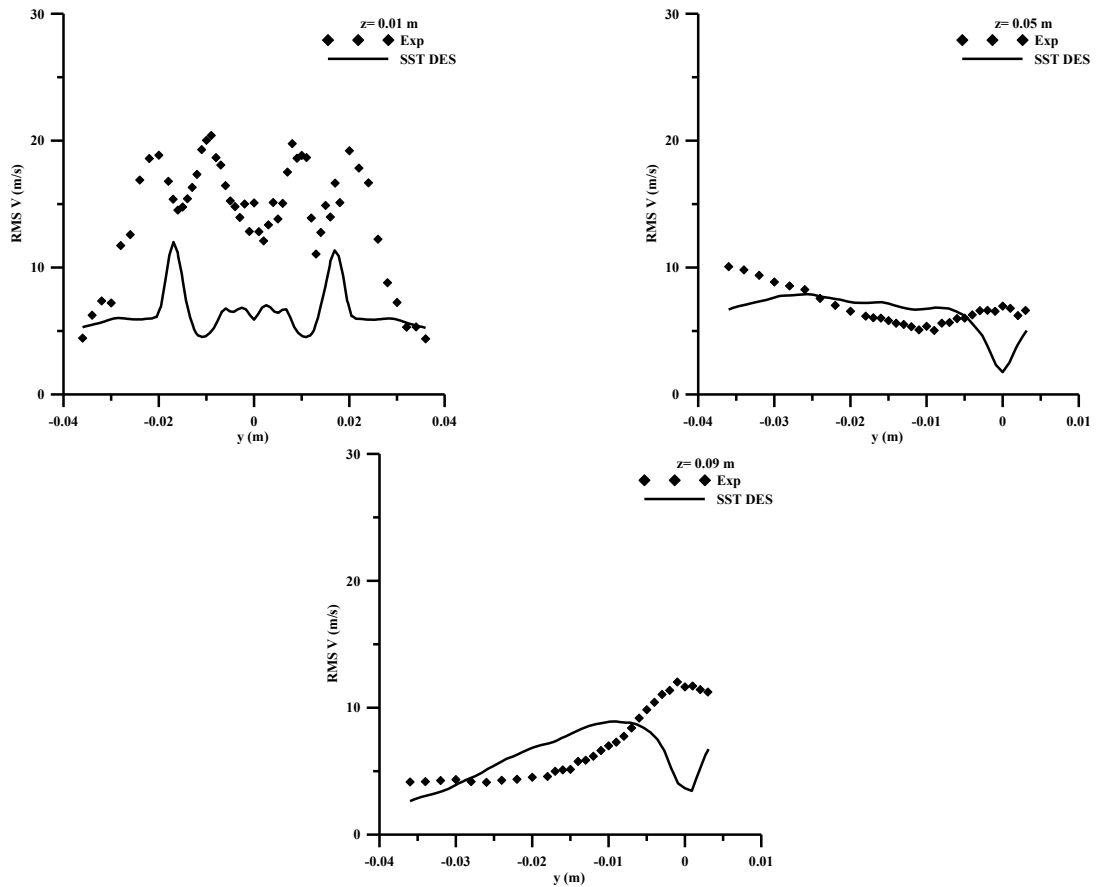 z= 0.01 m
Exp
SST DES
30
20
10
0
RMS V (m/s)
-0.04 -0.02 0 0.02 0.04
y (m)
z= 0.05 m
Exp
SST DES
30
20
10
0
RMS V (m/s)
-0.04 -0.03 -0.02 -0.01 0 0.01
y (m)
z= 0.09 m
Exp
SST DES
30
20
10
0
RMS V (m/s)
-0.04 -0.03 -0.02 -0.01 0 0.01
y (m)